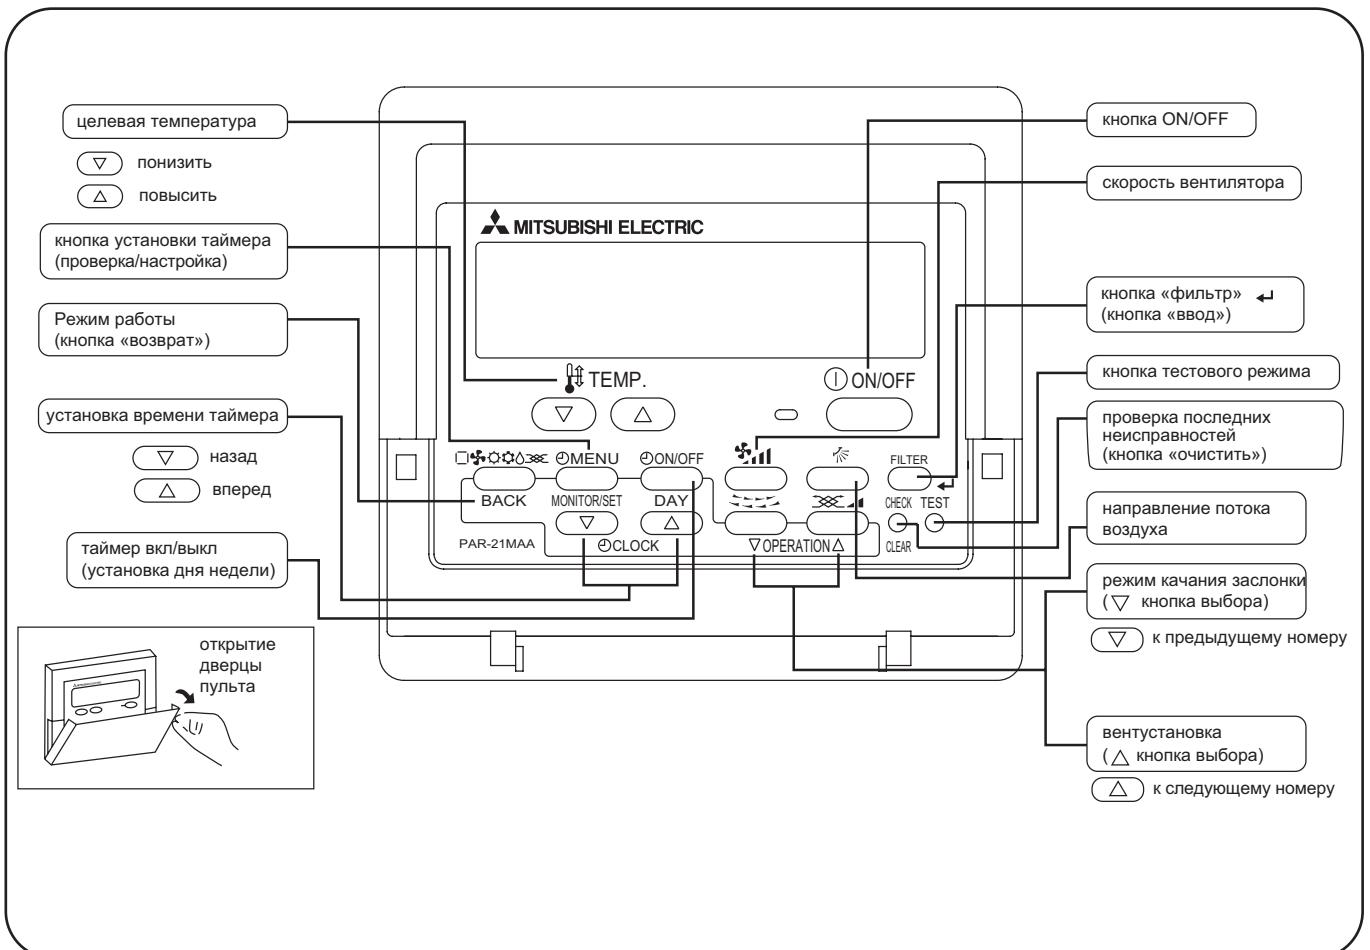 целевая температура
▽ понизить
△ повысить
кнопка установки таймера
(проверка/настройка)
Режим работы
(кнопка «возврат»)
установка времени таймера
▽ назад
△ вперед
таймер вкл/выкл
(установка дня недели)
открытие
дверцы
пульта
MITSUBISHI ELECTRIC
TEMP.
ON/OFF
▽ △
MENU ON/OFF FILTER
BACK MONITOR/SET DAY CHECK TEST
▽ △
PAR-21MAA CLOCK ▽ OPERATION △ CLEAR
кнопка ON/OFF
скорость вентилятора
кнопка «фильтр» ↵
(кнопка «ввод»)
кнопка тестового режима
проверка последних
неисправностей
(кнопка «очистить»)
направление потока
воздуха
режим качания заслонки
(▽ кнопка выбора)
▽ к предыдущему номеру
вентустановка
(△ кнопка выбора)
△ к следующему номеру